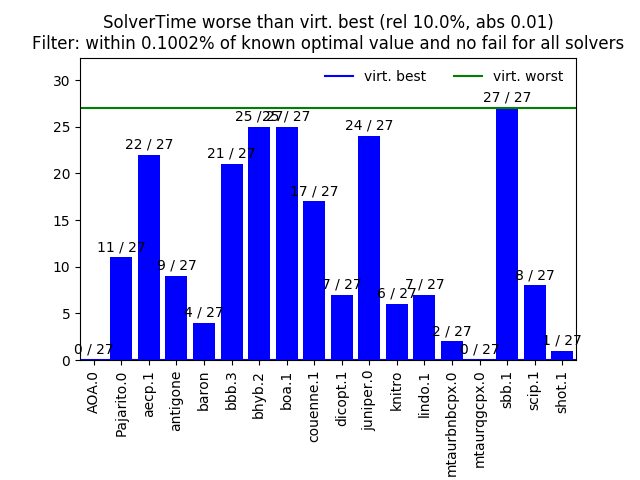 SolverTime worse than virt. best (rel 10.0%, abs 0.01)
Filter: within 0.1002% of known optimal value and no fail for all solvers
virt. best
virt. worst
30
25
20
15
10
5
0
0 / 27
11 / 27
22 / 27
9 / 27
4 / 27
21 / 27
25 / 27
25 / 27
17 / 27
7 / 27
24 / 27
6 / 27
7 / 27
2 / 27
0 / 27
27 / 27
8 / 27
1 / 27
AOA.0
Pajarito.0
aecp.1
antigone
baron
bbb.3
bhyb.2
boa.1
couenne.1
dicopt.1
juniper.0
knitro
lindo.1
mtaurbnbcpx.0
mtaurqgcpx.0
sbb.1
scip.1
shot.1